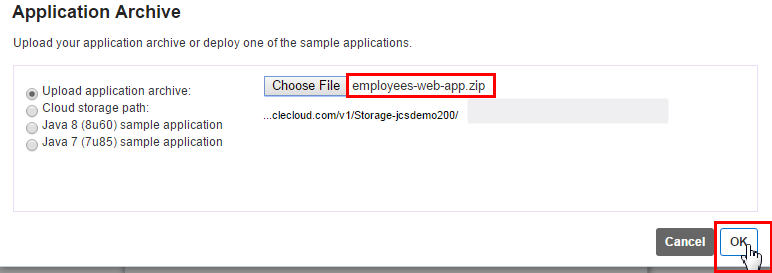 Application Archive
Upload your application archive or deploy one of the sample applications.
Upload application archive:
Choose File employees-web-app.zip
Cloud storage path:
...clecloud.com/v1/Storage-jcsdemo200/
Java 8 (8u60) sample application
Java 7 (7u85) sample application
Cancel
OK